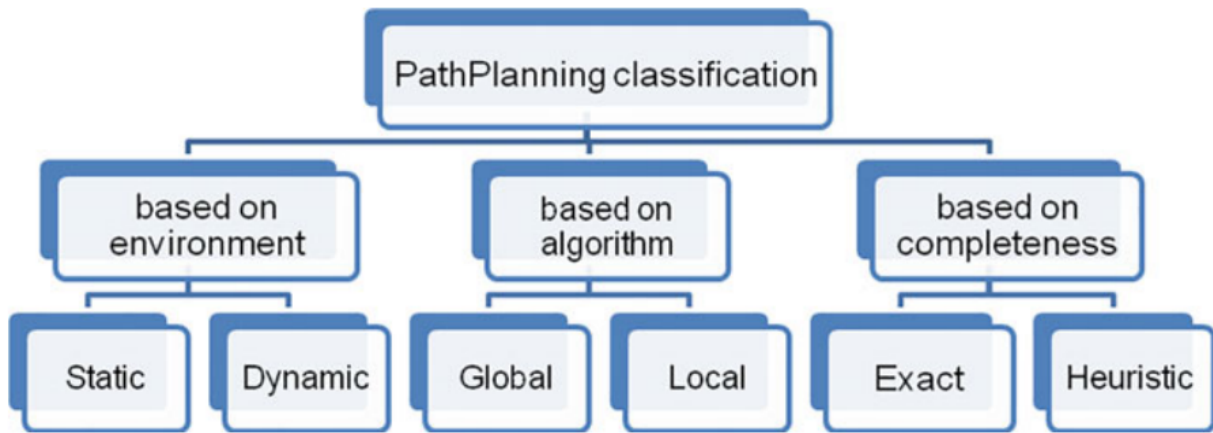 PathPlanning classification
based on
environment
based on
algorithm
based on
completeness
Static
Dynamic
Global
Local
Exact
Heuristic